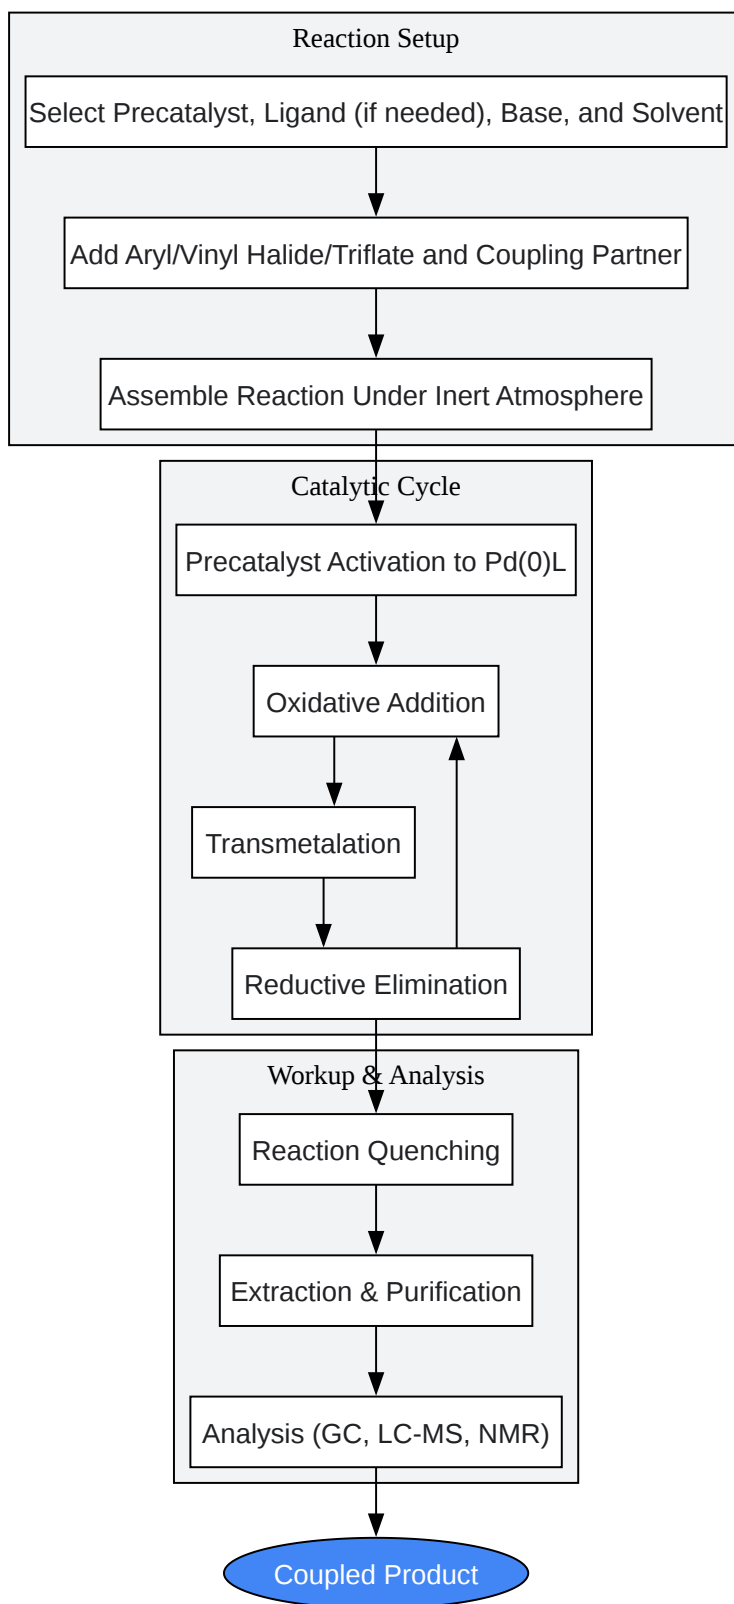 Reaction Setup
Select Precatalyst, Ligand (if needed), Base, and Solvent
Add Aryl/Vinyl Halide/Triflate and Coupling Partner
Assemble Reaction Under Inert Atmosphere
Catalytic Cycle
Precatalyst Activation to Pd(0)L
Oxidative Addition
Transmetalation
Reductive Elimination
Workup & Analysis
Reaction Quenching
Extraction & Purification
Analysis (GC, LC-MS, NMR)
Coupled Product